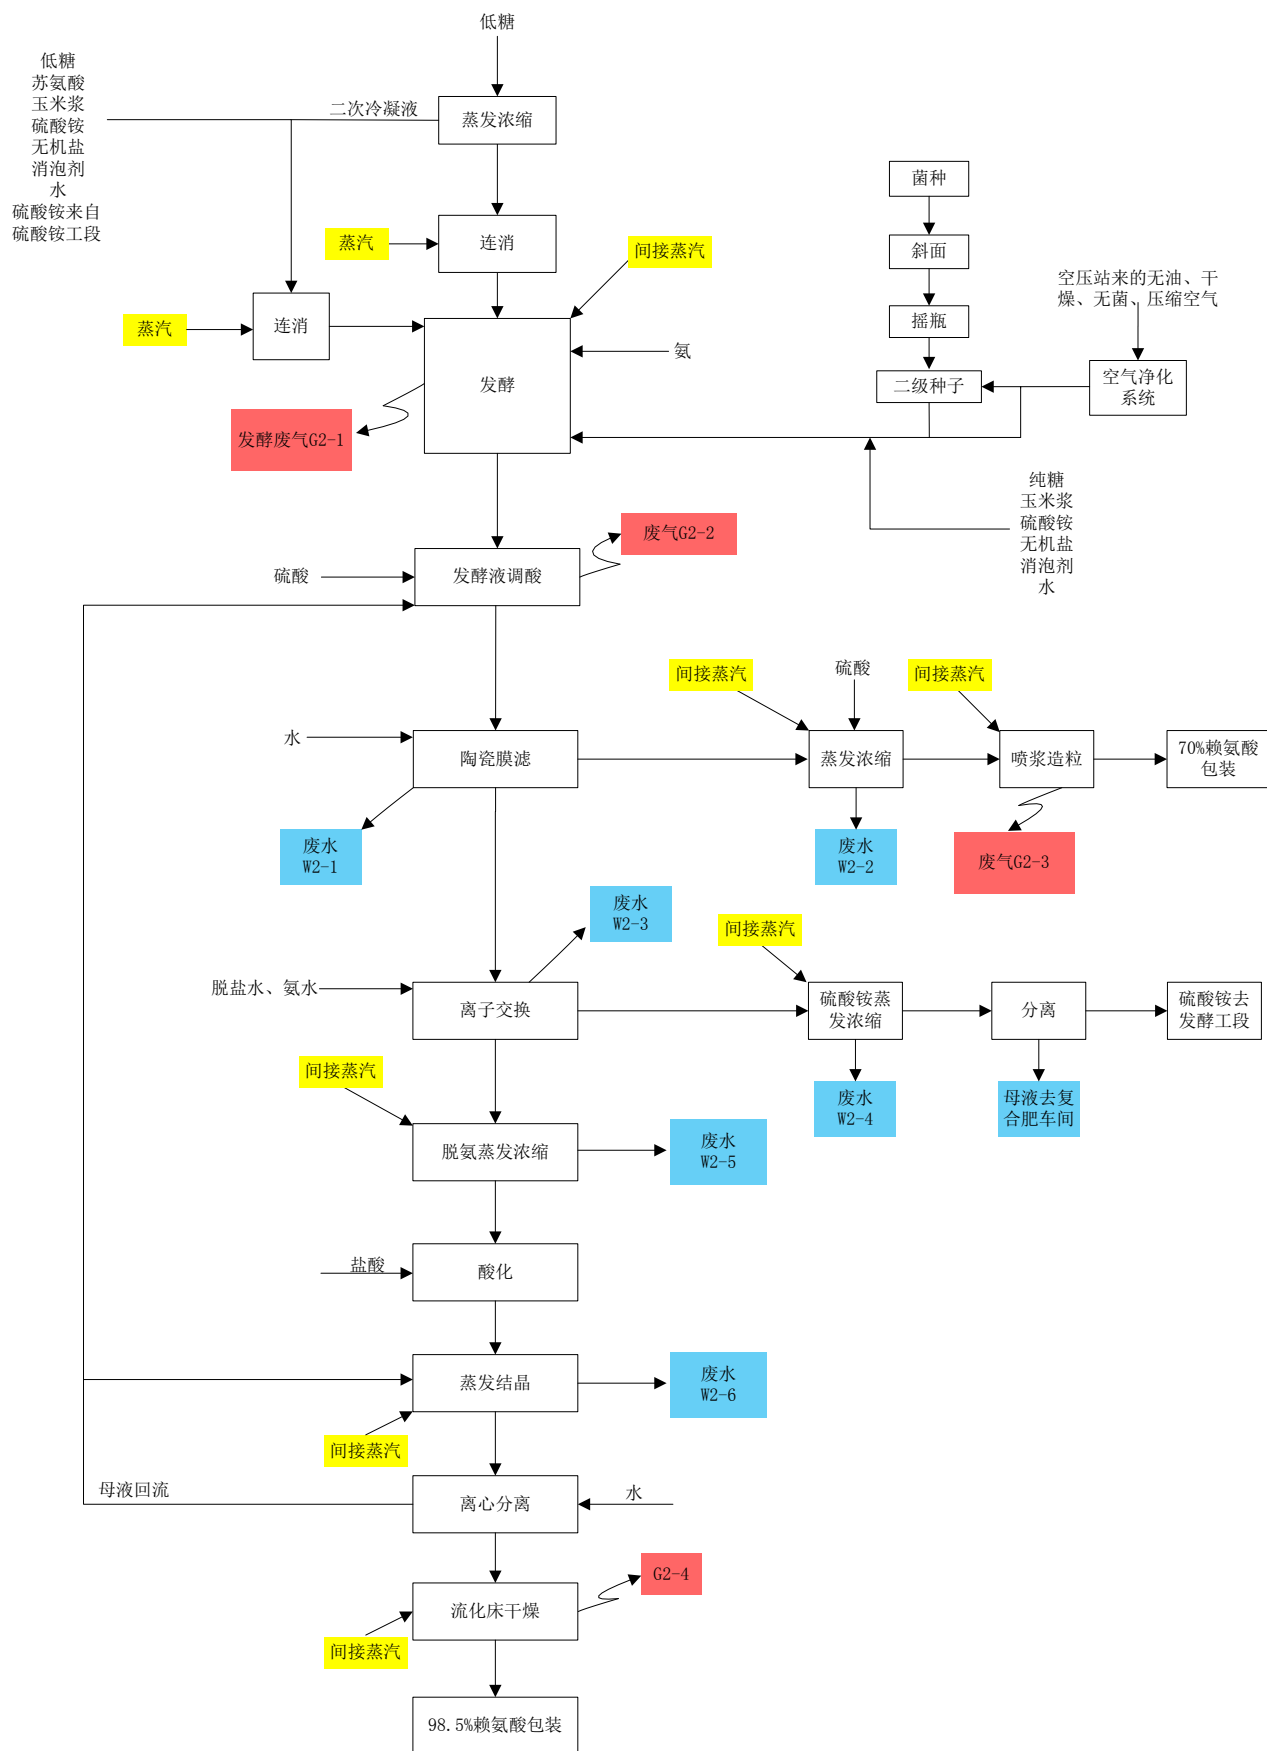 低糖
低糖
苏氨酸
玉米浆
硫酸铵
无机盐
消泡剂
水
硫酸铵来自
硫酸铵工段
二次冷凝液
蒸发浓缩
菌种
蒸汽
连消
间接蒸汽
斜面
空压站来的无油、干
燥、无菌、压缩空气
蒸汽
连消
摇瓶
氨
发酵
二级种子
空气净化
系统
发酵废气G2-1
纯糖
玉米浆
硫酸铵
无机盐
消泡剂
水
废气G2-2
硫酸
发酵液调酸
间接蒸汽
硫酸
间接蒸汽
水
陶瓷膜滤
蒸发浓缩
喷浆造粒
70%赖氨酸
包装
废水
W2-1
废水
W2-2
废气G2-3
废水
W2-3
间接蒸汽
脱盐水、氨水
离子交换
硫酸铵蒸
发浓缩
分离
硫酸铵去
发酵工段
间接蒸汽
废水
W2-4
母液去复
合肥车间
脱氨蒸发浓缩
废水
W2-5
盐酸
酸化
蒸发结晶
废水
W2-6
间接蒸汽
母液回流
离心分离
水
G2-4
流化床干燥
间接蒸汽
98.5%赖氨酸包装